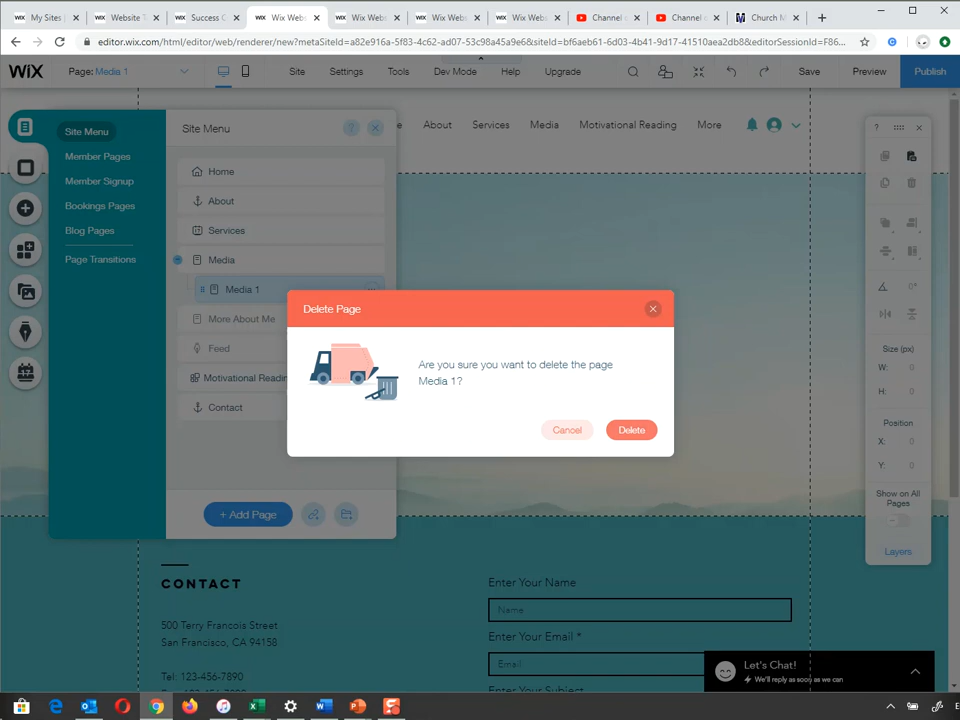 My Sites |
Website T
Success C
Wix Webs
Wix Webs
Wix Web
Wix Web
Channel c
Channel c
Church M
editor.wix.com/html/editor/web/renderer/new?metaSiteId=a82e916a-5f83-4c62-ad07-53c98a45a9e6&siteId=bf6aeb61-6d03-4b41-9d17-41510aea2db8&editorSessionId=F86...
WiX
Page: Media 1
Site
Settings
Tools
Dev Mode
Help
Upgrade
Save
Preview
Publish
Site Menu
Member Pages
Member Signup
Bookings Pages
Blog Pages
Page Transitions
Site Menu
?
Home
About
Services
Media
Media 1
More About Me
Feed
Motivational Readin
Contact
+ Add Page
e
About
Services
Media
Motivational Reading
More
Delete Page
Are you sure you want to delete the page
Media 1?
Cancel
Delete
?
0°
Size (px)
W: 0
H: 0
Position
X: 0
Y: 0
Show on All
Pages
Layers
CONTACT
500 Terry Francois Street
San Francisco, CA 94158
Tel: 123-456-7890
Enter Your Name
Name
Enter Your Email *
Email
Enter Your Subject
Let's Chat!
We'll reply as soon as we can